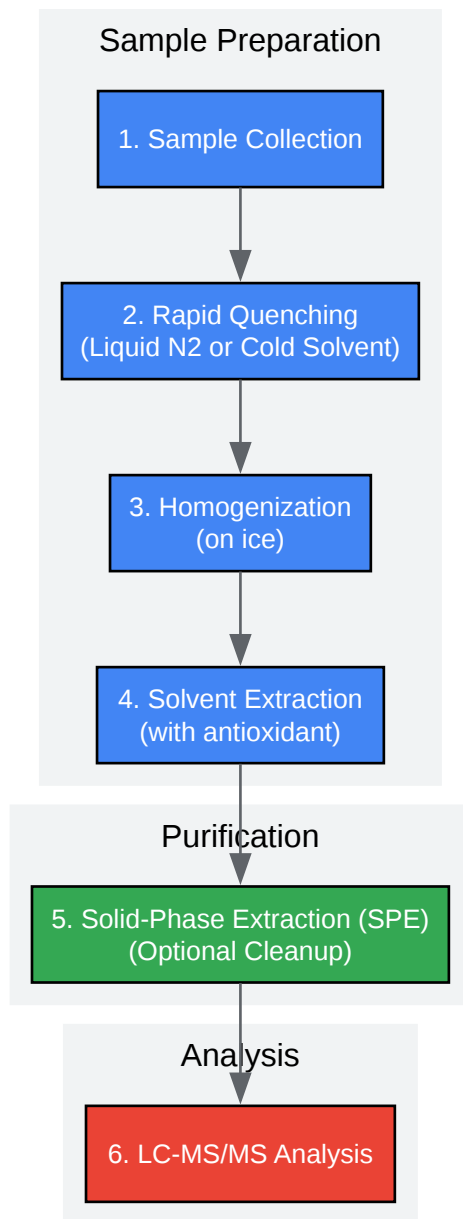 Sample Preparation
1. Sample Collection
2. Rapid Quenching
(Liquid N2 or Cold Solvent)
3. Homogenization
(on ice)
4. Solvent Extraction
(with antioxidant)
Purification
5. Solid-Phase Extraction (SPE)
(Optional Cleanup)
Analysis
6. LC-MS/MS Analysis